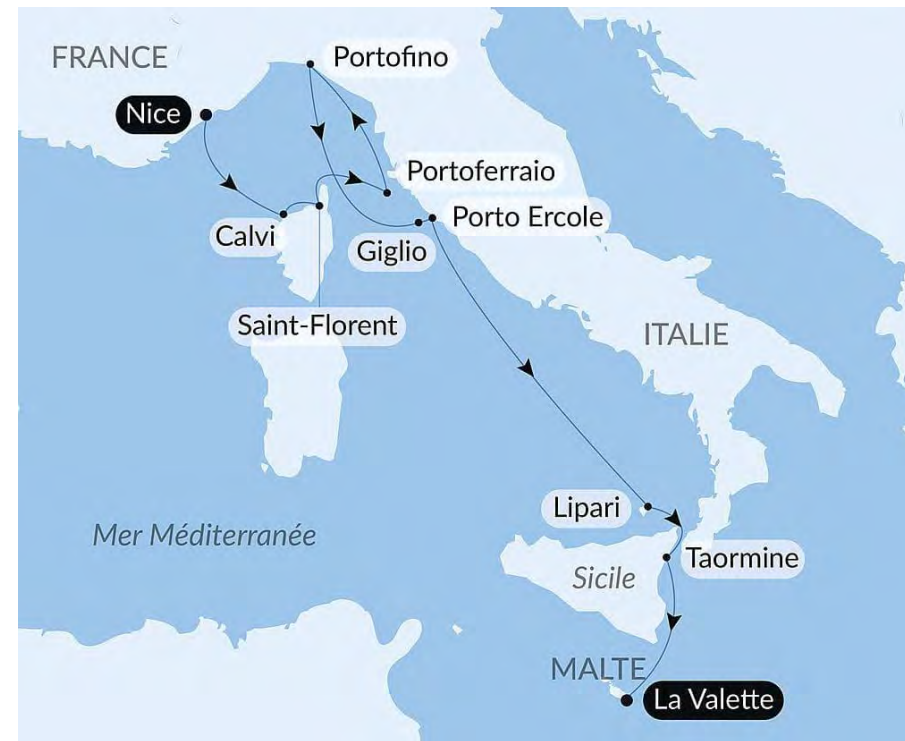 FRANCE
Portofino
Nice
Portoferraio
Porto Ercole
Calvi
Giglio
Saint-Florent
ITALIE
Lipari
Mer Méditerranée
Taormine
Sicile
MALTE
La Valette